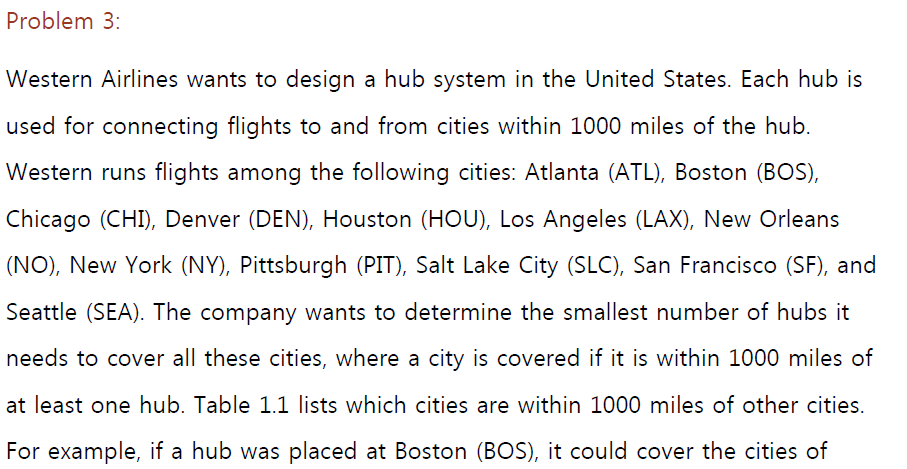 Problem 3:
Western Airlines wants to design a hub system in the United States. Each hub is
used for connecting flights to and from cities within 1000 miles of the hub.
Western runs flights among the following cities: Atlanta (ATL), Boston (BOS),
Chicago (CHI), Denver (DEN), Houston (HOU), Los Angeles (LAX), New Orleans
(NO), New York (NY), Pittsburgh (PIT), Salt Lake City (SLC), San Francisco (SF), and
Seattle (SEA). The company wants to determine the smallest number of hubs it
needs to cover all these cities, where a city is covered if it is within 1000 miles of
at least one hub. Table 1.1 lists which cities are within 1000 miles of other cities.
For example, if a hub was placed at Boston (BOS), it could cover the cities of